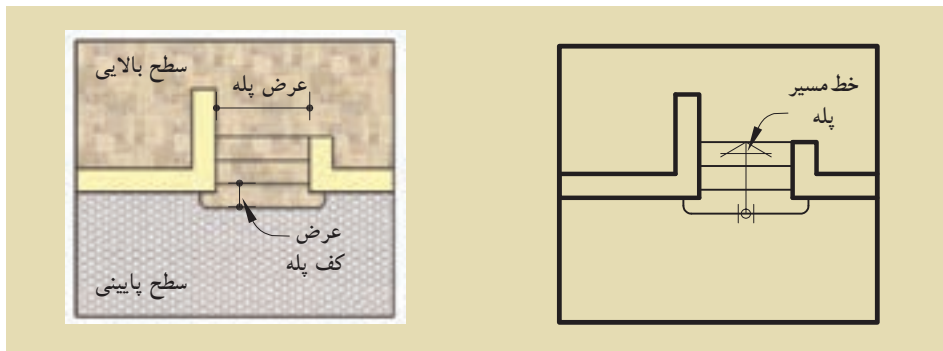 سطح بالایی
عرض پله
عرض
کف پله
سطح پایینی
خط مسیر
پله